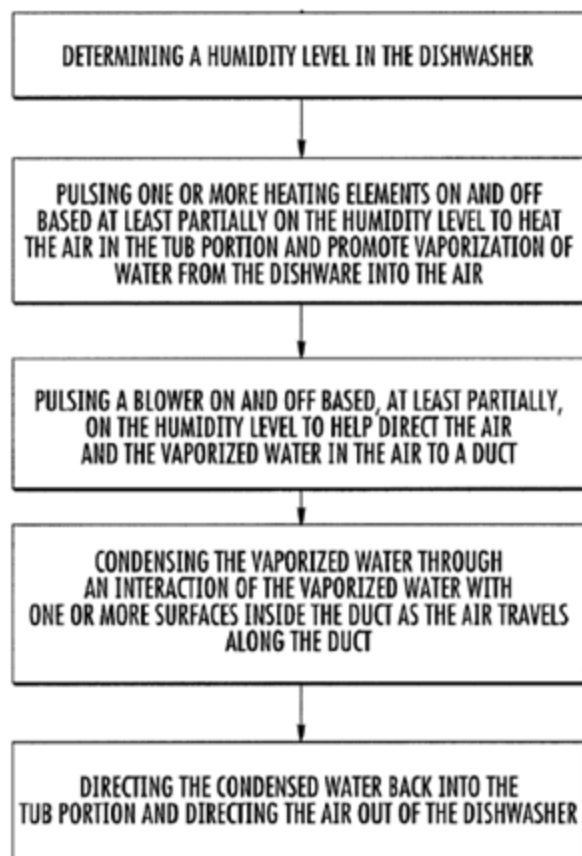 DETERMINING A HUMIDITY LEVEL IN THE DISHWASHER
PULSING ONE OR MORE HEATING ELEMENTS ON AND OFF
BASED AT LEAST PARTIALLY ON THE HUMIDITY LEVEL TO HEAT
THE AIR IN THE TUB PORTION AND PROMOTE VAPORIZATION OF
WATER FROM THE DISHWARE INTO THE AIR
PULSING A BLOWER ON AND OFF BASED, AT LEAST PARTIALLY,
ON THE HUMIDITY LEVEL TO HELP DIRECT THE AIR
AND THE VAPORIZED WATER IN THE AIR TO A DUCT
CONDENSING THE VAPORIZED WATER THROUGH
AN INTERACTION OF THE VAPORIZED WATER WITH
ONE OR MORE SURFACES INSIDE THE DUCT AS THE AIR TRAVELS
ALONG THE DUCT
DIRECTING THE CONDENSED WATER BACK INTO THE
TUB PORTION AND DIRECTING THE AIR OUT OF THE DISHWASHER